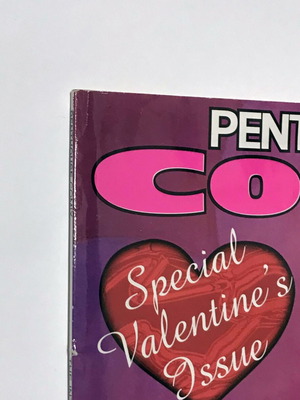 PENT
CO
Special
Valentine's
Issue